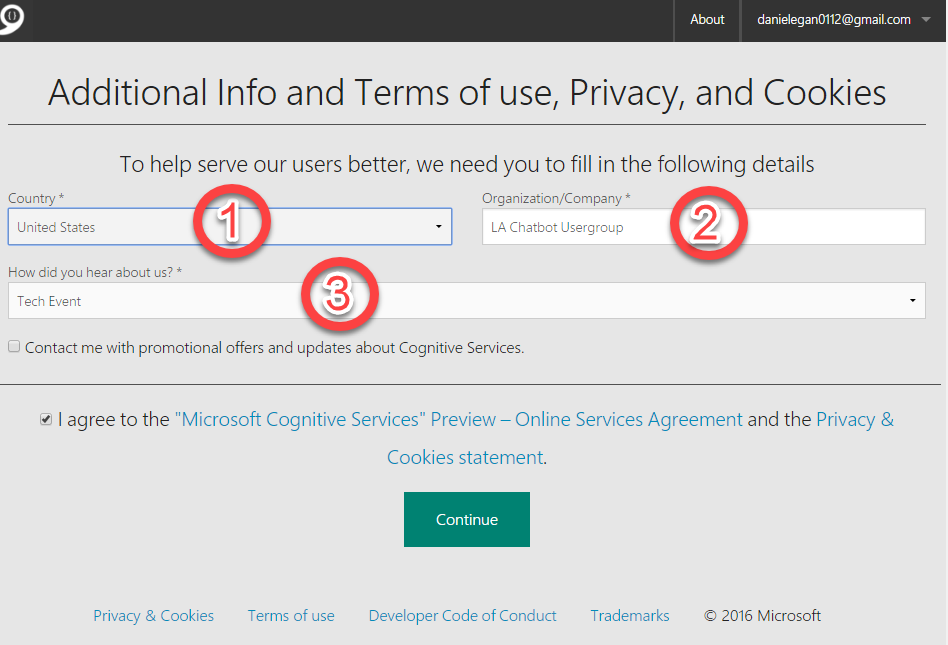 About
danielegan0112@gmail.com
Additional Info and Terms of use, Privacy, and Cookies
To help serve our users better, we need you to fill in the following details
Country *
Organization/Company *
United States
1
LA Chatbot Usergroup
2
How did you hear about us? *
3
Tech Event
Contact me with promotional offers and updates about Cognitive Services.
I agree to the "Microsoft Cognitive Services" Preview – Online Services Agreement and the Privacy &
Cookies statement.
Continue
Privacy & Cookies
Terms of use
Developer Code of Conduct
Trademarks
© 2016 Microsoft